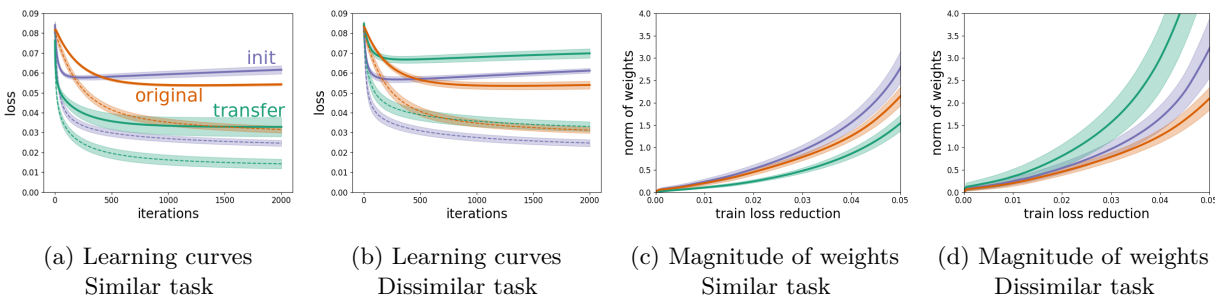 0.09
0.08
0.07
0.06
0.05
0.04
0.03
0.02
0.01
0.00
loss
init
original
transfer
0 500 1000 1500 2000
iterations
0.09
0.08
0.07
0.06
0.05
0.04
0.03
0.02
0.01
0.00
loss
0 500 1000 1500 2000
iterations
4.0
3.5
3.0
2.5
2.0
1.5
1.0
0.5
0.0
norm of weights
0.00 0.01 0.02 0.03 0.04 0.05
train loss reduction
4.0
3.5
3.0
2.5
2.0
1.5
1.0
0.5
0.0
norm of weights
0.00 0.01 0.02 0.03 0.04 0.05
train loss reduction
(a) Learning curves
Similar task
(b) Learning curves
Dissimilar task
(c) Magnitude of weights
Similar task
(d) Magnitude of weights
Dissimilar task